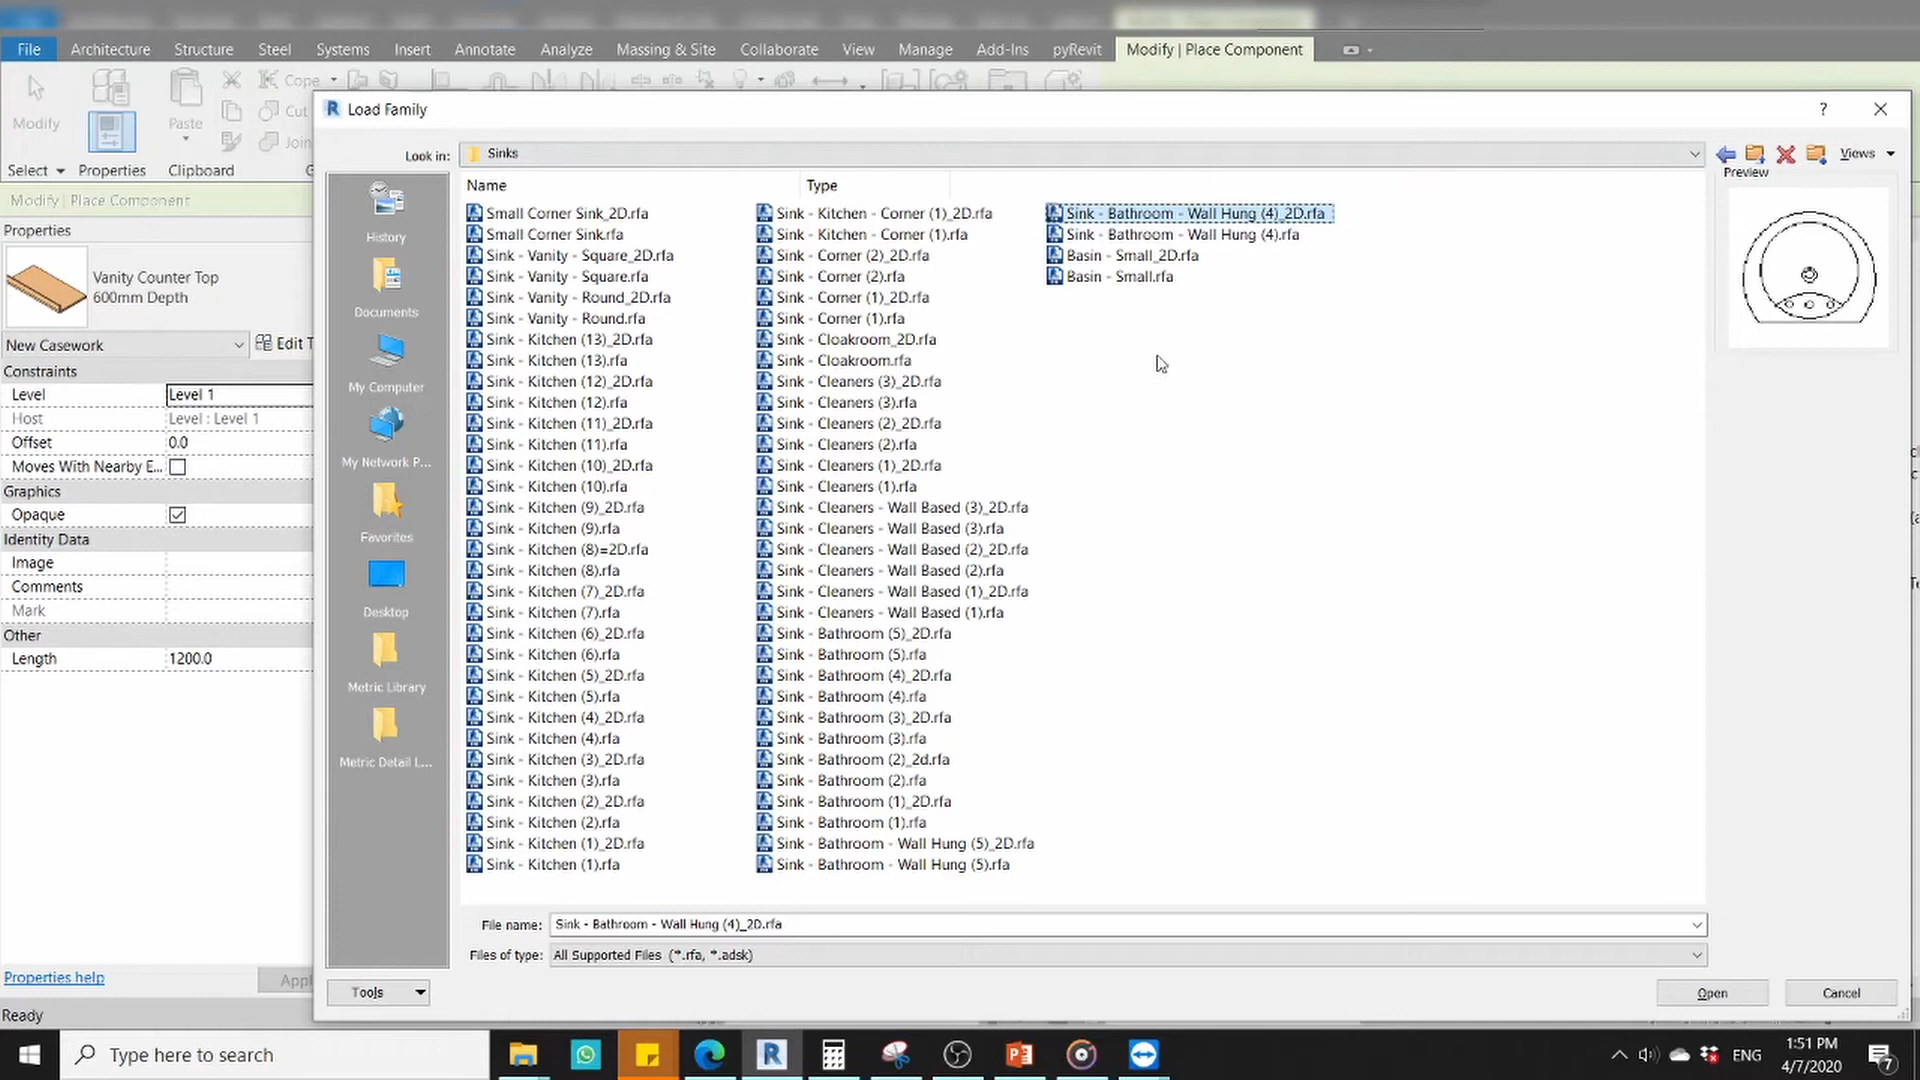 File Architecture Structure Steel Systems Insert Annotate Analyze Massing & Site Collaborate View Manage Add-Ins pyRevit Modify | Place Component
Modify
Paste
Cope
Cut
Join
Select Properties Clipboard
Modify | Place Component
Properties
Vanity Counter Top
600mm Depth
New Casework
Edit T
Constraints
Level Level 1
Host Level : Level 1
Offset 0.0
Moves With Nearby E...
Graphics
Opaque
Identity Data
Image
Comments
Mark
Other
Length 1200.0
Properties help
Appl
Ready
Load Family
?
Look in: Sinks
Views
Preview
History
Documents
My Computer
My Network P...
Favorites
Desktop
Metric Library
Metric Detail L...
Name Type
Small Corner Sink_2D.rfa
Small Corner Sink.rfa
Sink - Vanity - Square_2D.rfa
Sink - Vanity - Square.rfa
Sink - Vanity - Round_2D.rfa
Sink - Vanity - Round.rfa
Sink - Kitchen (13)_2D.rfa
Sink - Kitchen (13).rfa
Sink - Kitchen (12)_2D.rfa
Sink - Kitchen (12).rfa
Sink - Kitchen (11)_2D.rfa
Sink - Kitchen (11).rfa
Sink - Kitchen (10)_2D.rfa
Sink - Kitchen (10).rfa
Sink - Kitchen (9)_2D.rfa
Sink - Kitchen (9).rfa
Sink - Kitchen (8)=2D.rfa
Sink - Kitchen (8).rfa
Sink - Kitchen (7)_2D.rfa
Sink - Kitchen (7).rfa
Sink - Kitchen (6)_2D.rfa
Sink - Kitchen (6).rfa
Sink - Kitchen (5)_2D.rfa
Sink - Kitchen (5).rfa
Sink - Kitchen (4)_2D.rfa
Sink - Kitchen (4).rfa
Sink - Kitchen (3)_2D.rfa
Sink - Kitchen (3).rfa
Sink - Kitchen (2)_2D.rfa
Sink - Kitchen (2).rfa
Sink - Kitchen (1)_2D.rfa
Sink - Kitchen (1).rfa
Sink - Kitchen - Corner (1)_2D.rfa
Sink - Kitchen - Corner (1).rfa
Sink - Corner (2)_2D.rfa
Sink - Corner (2).rfa
Sink - Corner (1)_2D.rfa
Sink - Corner (1).rfa
Sink - Cloakroom_2D.rfa
Sink - Cloakroom.rfa
Sink - Cleaners (3)_2D.rfa
Sink - Cleaners (3).rfa
Sink - Cleaners (2)_2D.rfa
Sink - Cleaners (2).rfa
Sink - Cleaners (1)_2D.rfa
Sink - Cleaners (1).rfa
Sink - Cleaners - Wall Based (3)_2D.rfa
Sink - Cleaners - Wall Based (3).rfa
Sink - Cleaners - Wall Based (2)_2D.rfa
Sink - Cleaners - Wall Based (2).rfa
Sink - Cleaners - Wall Based (1)_2D.rfa
Sink - Cleaners - Wall Based (1).rfa
Sink - Bathroom (5)_2D.rfa
Sink - Bathroom (5).rfa
Sink - Bathroom (4)_2D.rfa
Sink - Bathroom (4).rfa
Sink - Bathroom (3)_2D.rfa
Sink - Bathroom (3).rfa
Sink - Bathroom (2)_2d.rfa
Sink - Bathroom (2).rfa
Sink - Bathroom (1)_2D.rfa
Sink - Bathroom (1).rfa
Sink - Bathroom - Wall Hung (5)_2D.rfa
Sink - Bathroom - Wall Hung (5).rfa
Sink - Bathroom - Wall Hung (4)_2D.rfa
Sink - Bathroom - Wall Hung (4).rfa
Basin - Small_2D.rfa
Basin - Small.rfa
File name: Sink - Bathroom - Wall Hung (4)_2D.rfa
Files of type: All Supported Files (*.rfa, *.adsk)
Tools
Open Cancel
Type here to search
ENG
1:51 PM
4/7/2020
7